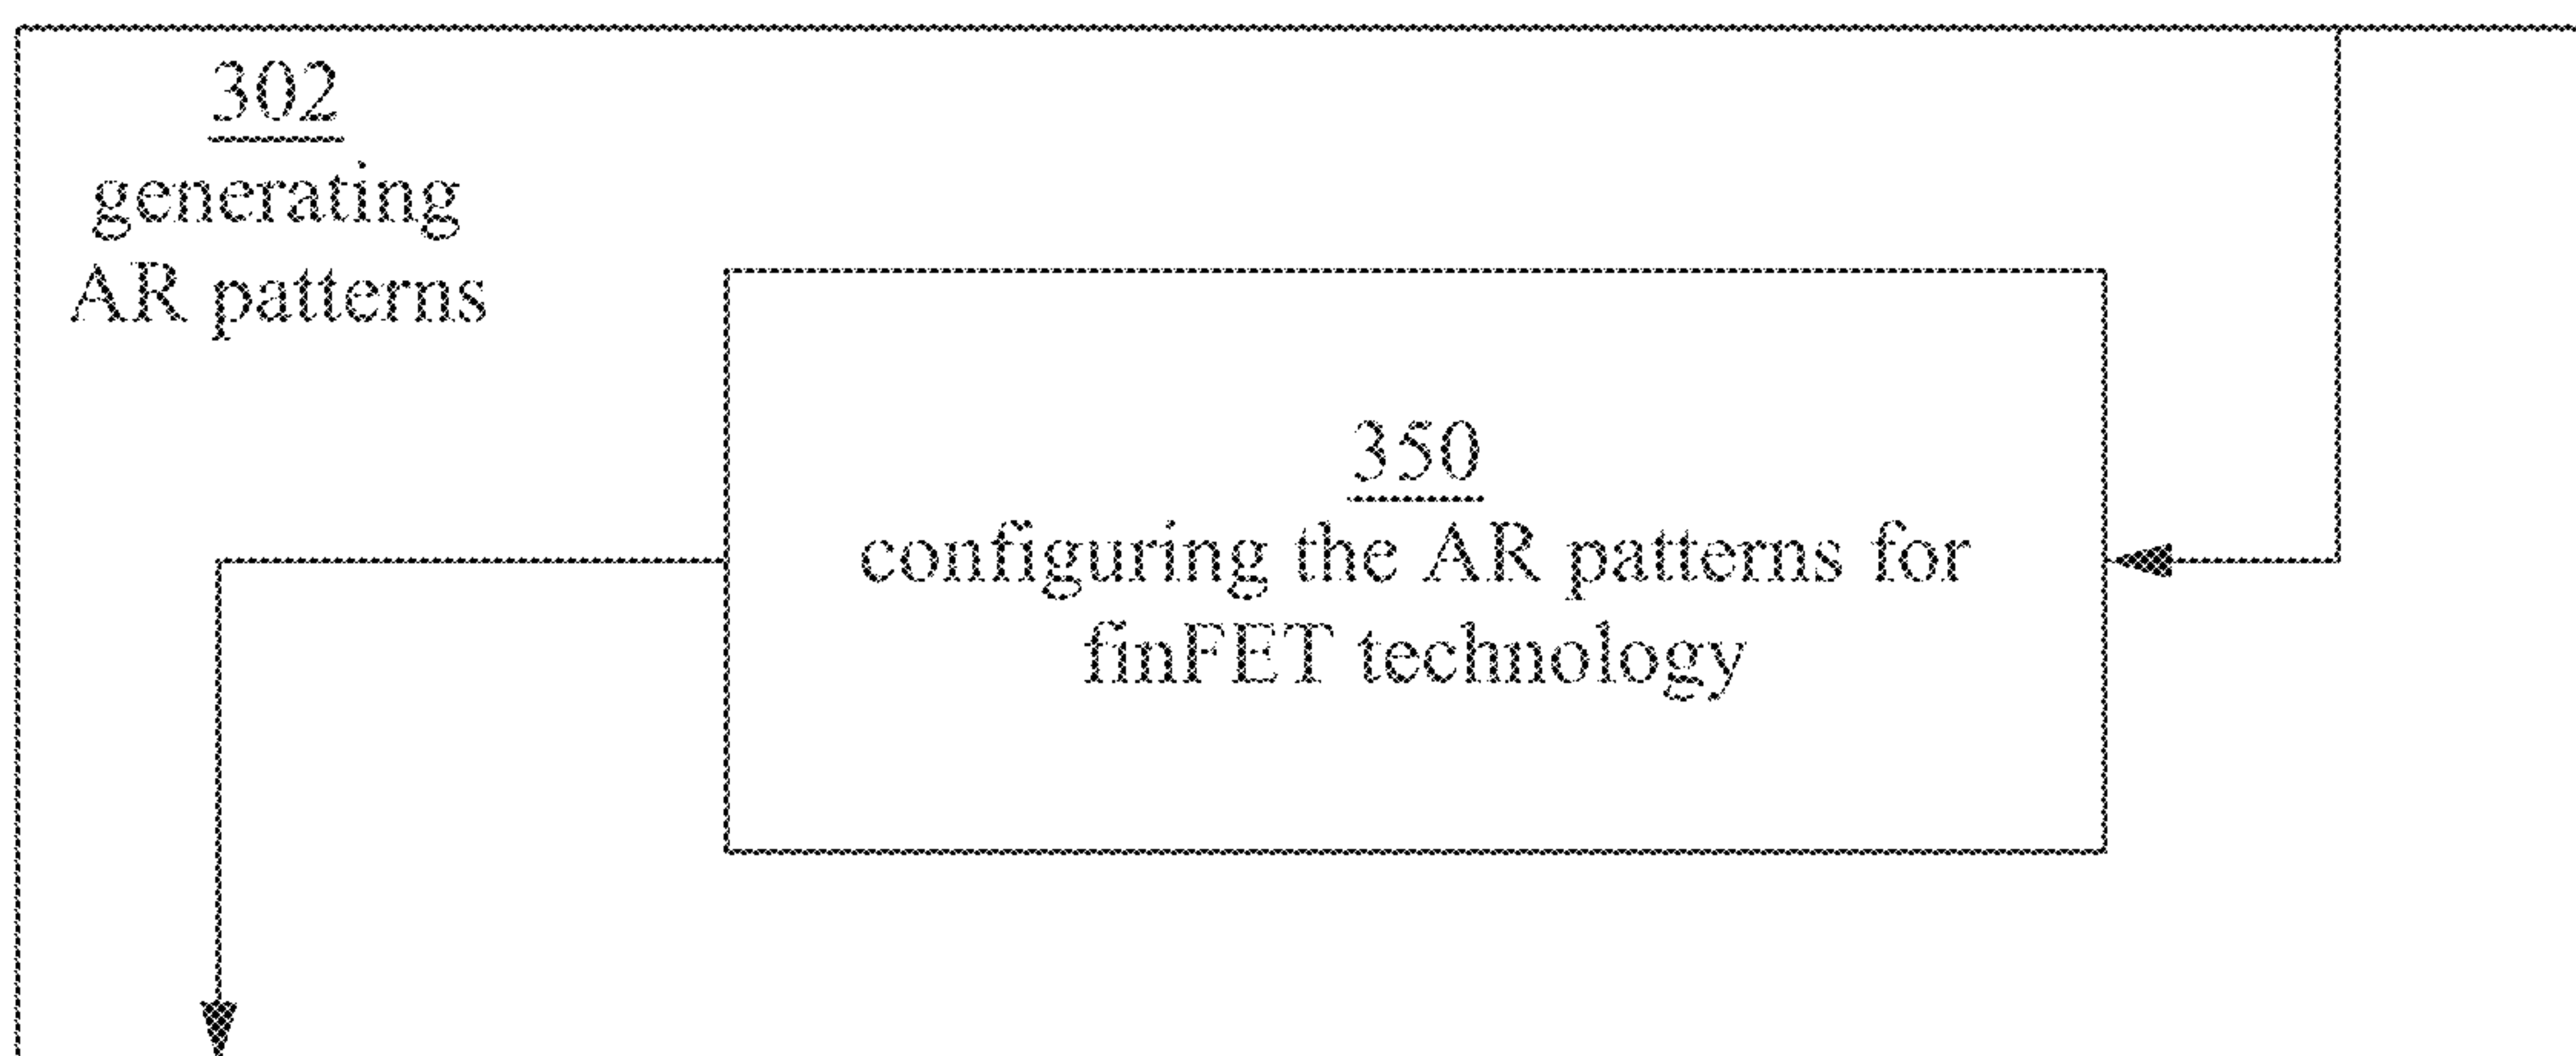 302
generating
AR patterns
350
configuring the AR patterns for
finFET technology